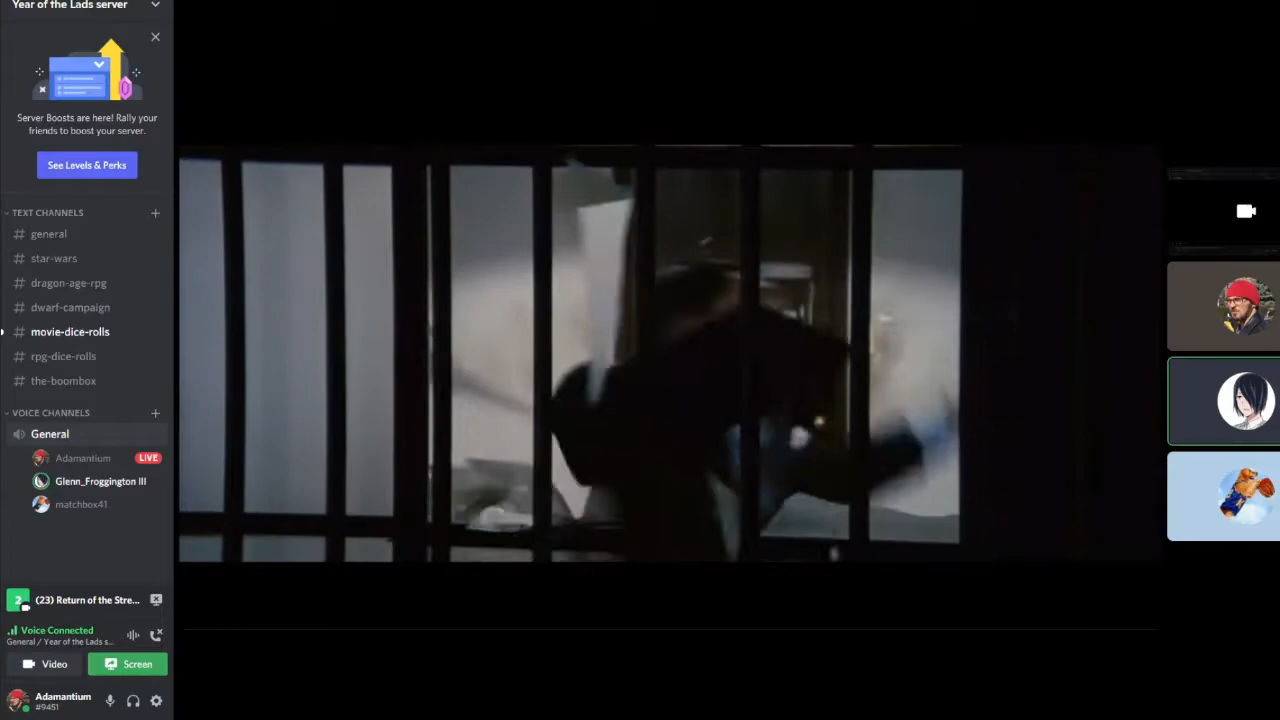 Year of the Lads server
Server Boosts are here! Rally your
friends to boost your server.
See Levels & Perks
TEXT CHANNELS
# general
# star-wars
# dragon-age-rpg
# dwarf-campaign
# movie-dice-rolls
# rpg-dice-rolls
# the-boombox
VOICE CHANNELS
General
Adamantium LIVE
Glenn_Froggington III
matchbox41
2 (23) Return of the Stre...
Voice Connected
General / Year of the Lads s...
Video Screen
Adamantium
#9451